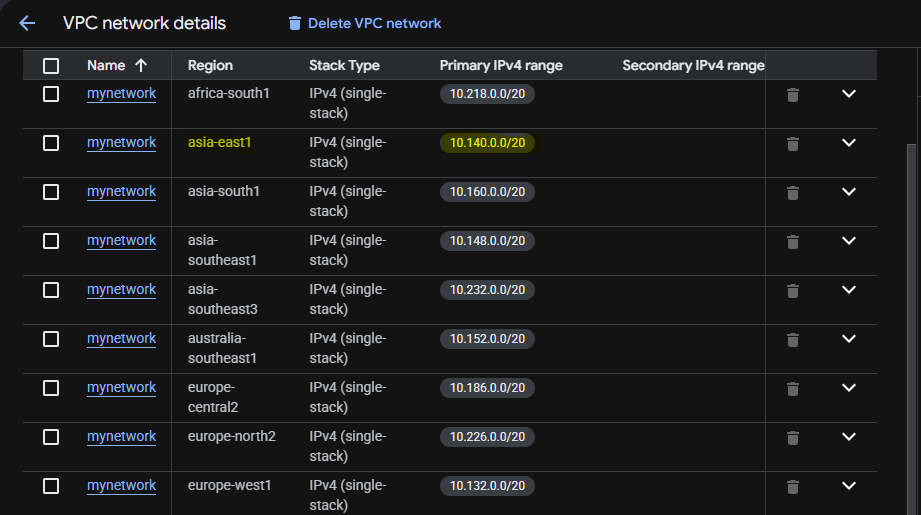 VPC network details Delete VPC network
Name Region Stack Type Primary IPv4 range Secondary IPv4 range
mynetwork africa-south1 IPv4 (single- 10.218.0.0/20
stack)
mynetwork asia-east1 IPv4 (single- 10.140.0.0/20
stack)
mynetwork asia-south1 IPv4 (single- 10.160.0.0/20
stack)
mynetwork asia- IPv4 (single- 10.148.0.0/20
southeast1 stack)
mynetwork asia- IPv4 (single- 10.232.0.0/20
southeast3 stack)
mynetwork australia- IPv4 (single- 10.152.0.0/20
southeast1 stack)
mynetwork europe- IPv4 (single- 10.186.0.0/20
central2 stack)
mynetwork europe-north2 IPv4 (single- 10.226.0.0/20
stack)
mynetwork europe-west1 IPv4 (single- 10.132.0.0/20
stack)